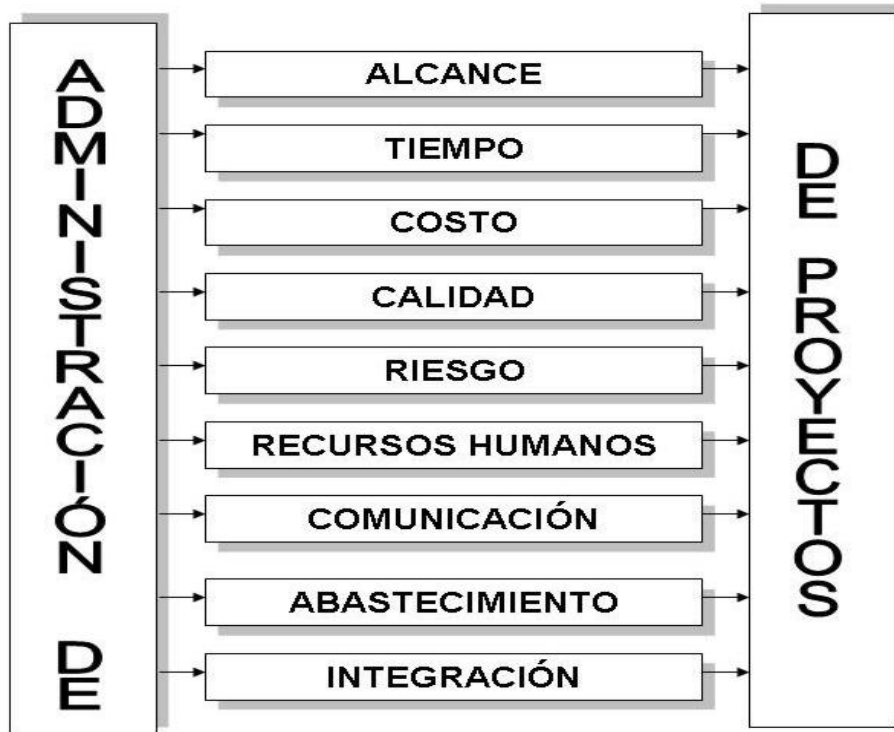 ADMINISTRACIÓN DE
ALCANCE
TIEMPO
COSTO
CALIDAD
RIESGO
RECURSOS HUMANOS
COMUNICACIÓN
ABASTECIMIENTO
INTEGRACIÓN
DE PROYECTOS